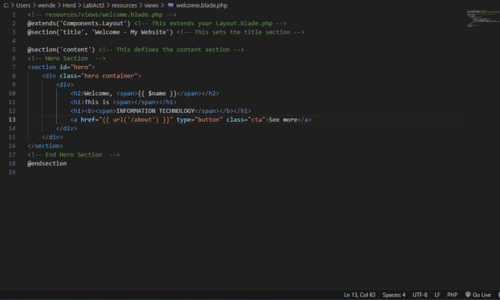 C: > Users > wende > Herd > LabAct3 > resources > views > welcome.blade.php
1 <!-- resources/views/welcome.blade.php -->
2 @extends('Components.Layout') <!-- This extends your Layout.blade.php -->
3 @section('title', 'Welcome - My Website') <!-- This sets the title section -->
4
5 @section('content') <!-- This defines the content section -->
6 <!-- Hero Section  -->
7 <section id="hero">
8 <div class="hero container">
9 <div>
10 <h2>Welcome, <span>{{ $name }}</span></h2>
11 <h1>this is <span></span></h1>
12 <h1><b><span>INFORMATION TECHNOLOGY</span></b></h1>
13 <a href="{{ url('/about') }}" type="button" class="cta">See more</a>
14 </div>
15 </div>
16 </section>
17 <!-- End Hero Section  -->
18 @endsection
19
Ln 13, Col 63 Spaces: 4 UTF-8 LF PHP Go Live